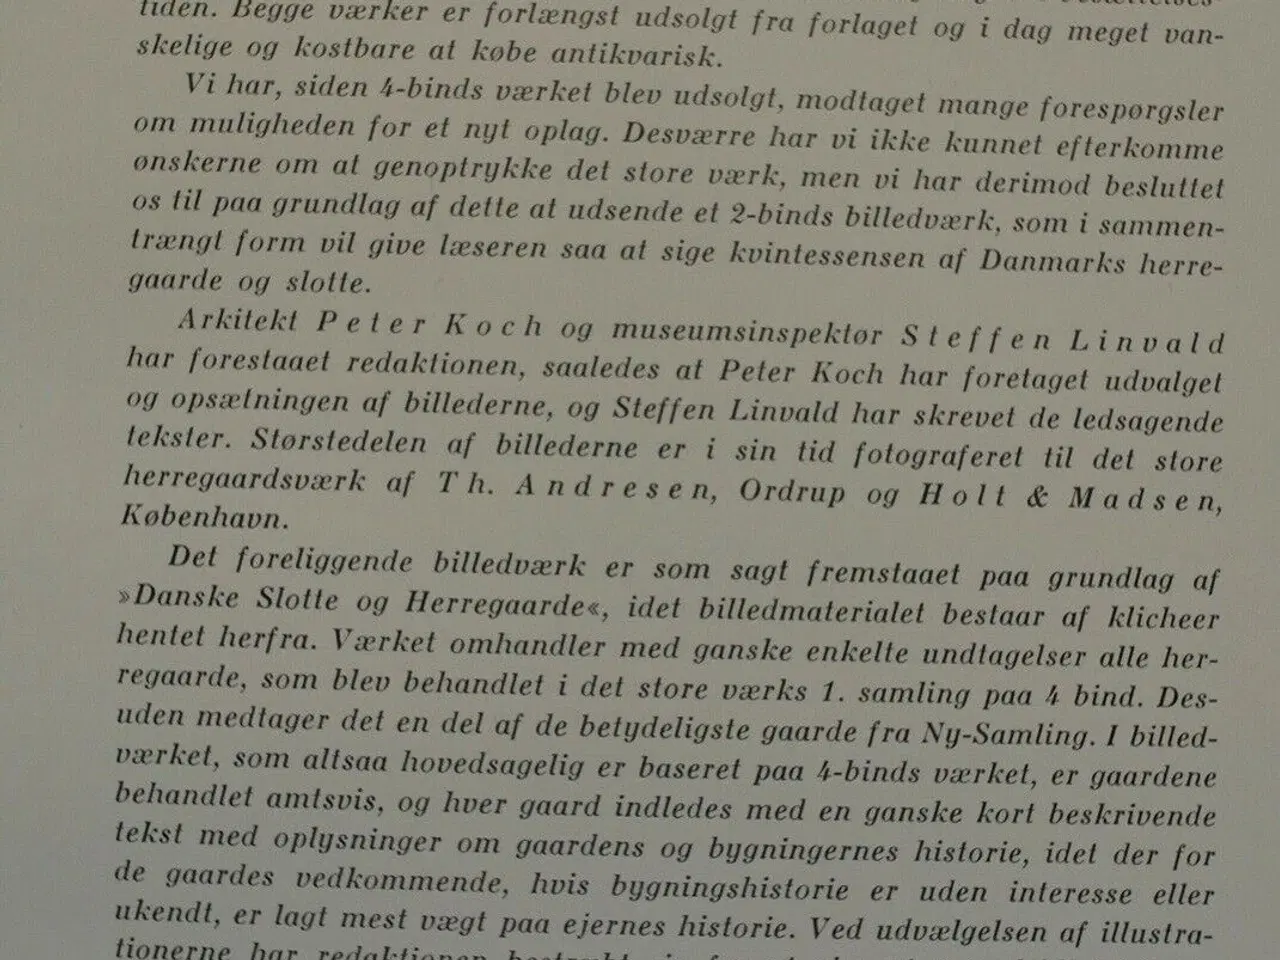 tiden. Begge værker er forlængst udsolgt fra forlaget og i dag meget van-
skelige og kostbare at købe antikvarisk.
Vi har, siden 4-binds værket blev udsolgt, modtaget mange forespørgsler
om muligheden for et nyt oplag. Desværre har vi ikke kunnet efterkomme
ønskerne om at genoptrykke det store værk, men vi har derimod besluttet
os til paa grundlag af dette at udsende et 2-binds billedværk, som i sammen-
trængt form vil give læseren saa at sige kvintessensen af Danmarks herre-
gaarde og slotte.
Arkitekt Peter Koch og museumsinspektør Steffen Linvald
har forestaaet redaktionen, saaledes at Peter Koch har foretaget udvalget
og opsætningen af billederne, og Steffen Linvald har skrevet de ledsagende
tekster. Størstedelen af billederne er i sin tid fotograferet til det store
herregaardsværk af Th. Andresen, Ordrup og Holt & Madsen,
København.
Det foreliggende billedværk er som sagt fremstaaet paa grundlag af
»Danske Slotte og Herregaarde«, idet billedmaterialet bestaar af klicheer
hentet herfra. Værket omhandler med ganske enkelte undtagelser alle her-
regaarde, som blev behandlet i det store værks 1. samling paa 4 bind. Des-
uden medtager det en del af de betydeligste gaarde fra Ny-Samling. I billed-
værket, som altsaa hovedsagelig er baseret paa 4-binds værket, er gaardene
behandlet amtsvis, og hver gaard indledes med en ganske kort beskrivende
tekst med oplysninger om gaardens og bygningernes historie, idet der for
de gaardes vedkommende, hvis bygningshistorie er uden interesse eller
ukendt, er lagt mest vægt paa ejernes historie. Ved udvælgelsen af illustra-
tionerne har redaktionen